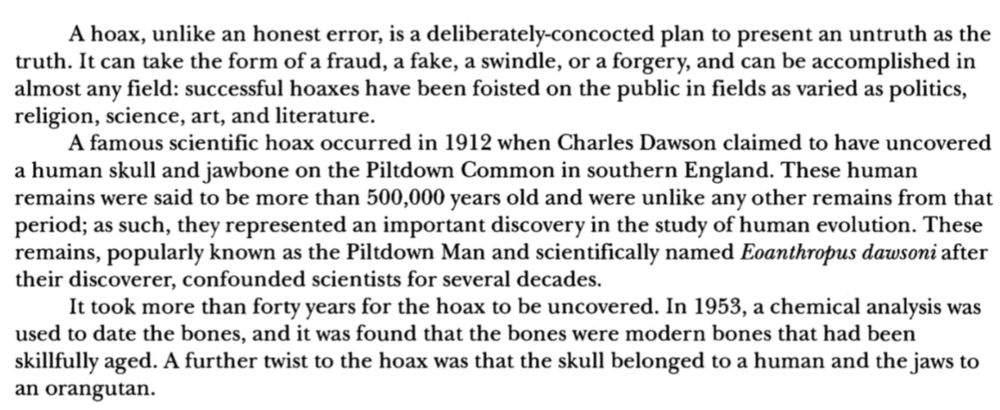 A hoax, unlike an honest error, is a deliberately-concocted plan to present an untruth as the
truth. It can take the form of a fraud, a fake, a swindle, or a forgery, and can be accomplished in
almost any field: successful hoaxes have been foisted on the public in fields as varied as politics,
religion, science, art, and literature.
A famous scientific hoax occurred in 1912 when Charles Dawson claimed to have uncovered
a human skull and jawbone on the Piltdown Common in southern England. These human
remains were said to be more than 500,000 years old and were unlike any other remains from that
period; as such, they represented an important discovery in the study of human evolution. These
remains, popularly known as the Piltdown Man and scientifically named Eoanthropus dawsoni after
their discoverer, confounded scientists for several decades.
It took more than forty years for the hoax to be uncovered. In 1953, a chemical analysis was
used to date the bones, and it was found that the bones were modern bones that had been
skillfully aged. A further twist to the hoax was that the skull belonged to a human and the jaws to
an orangutan.